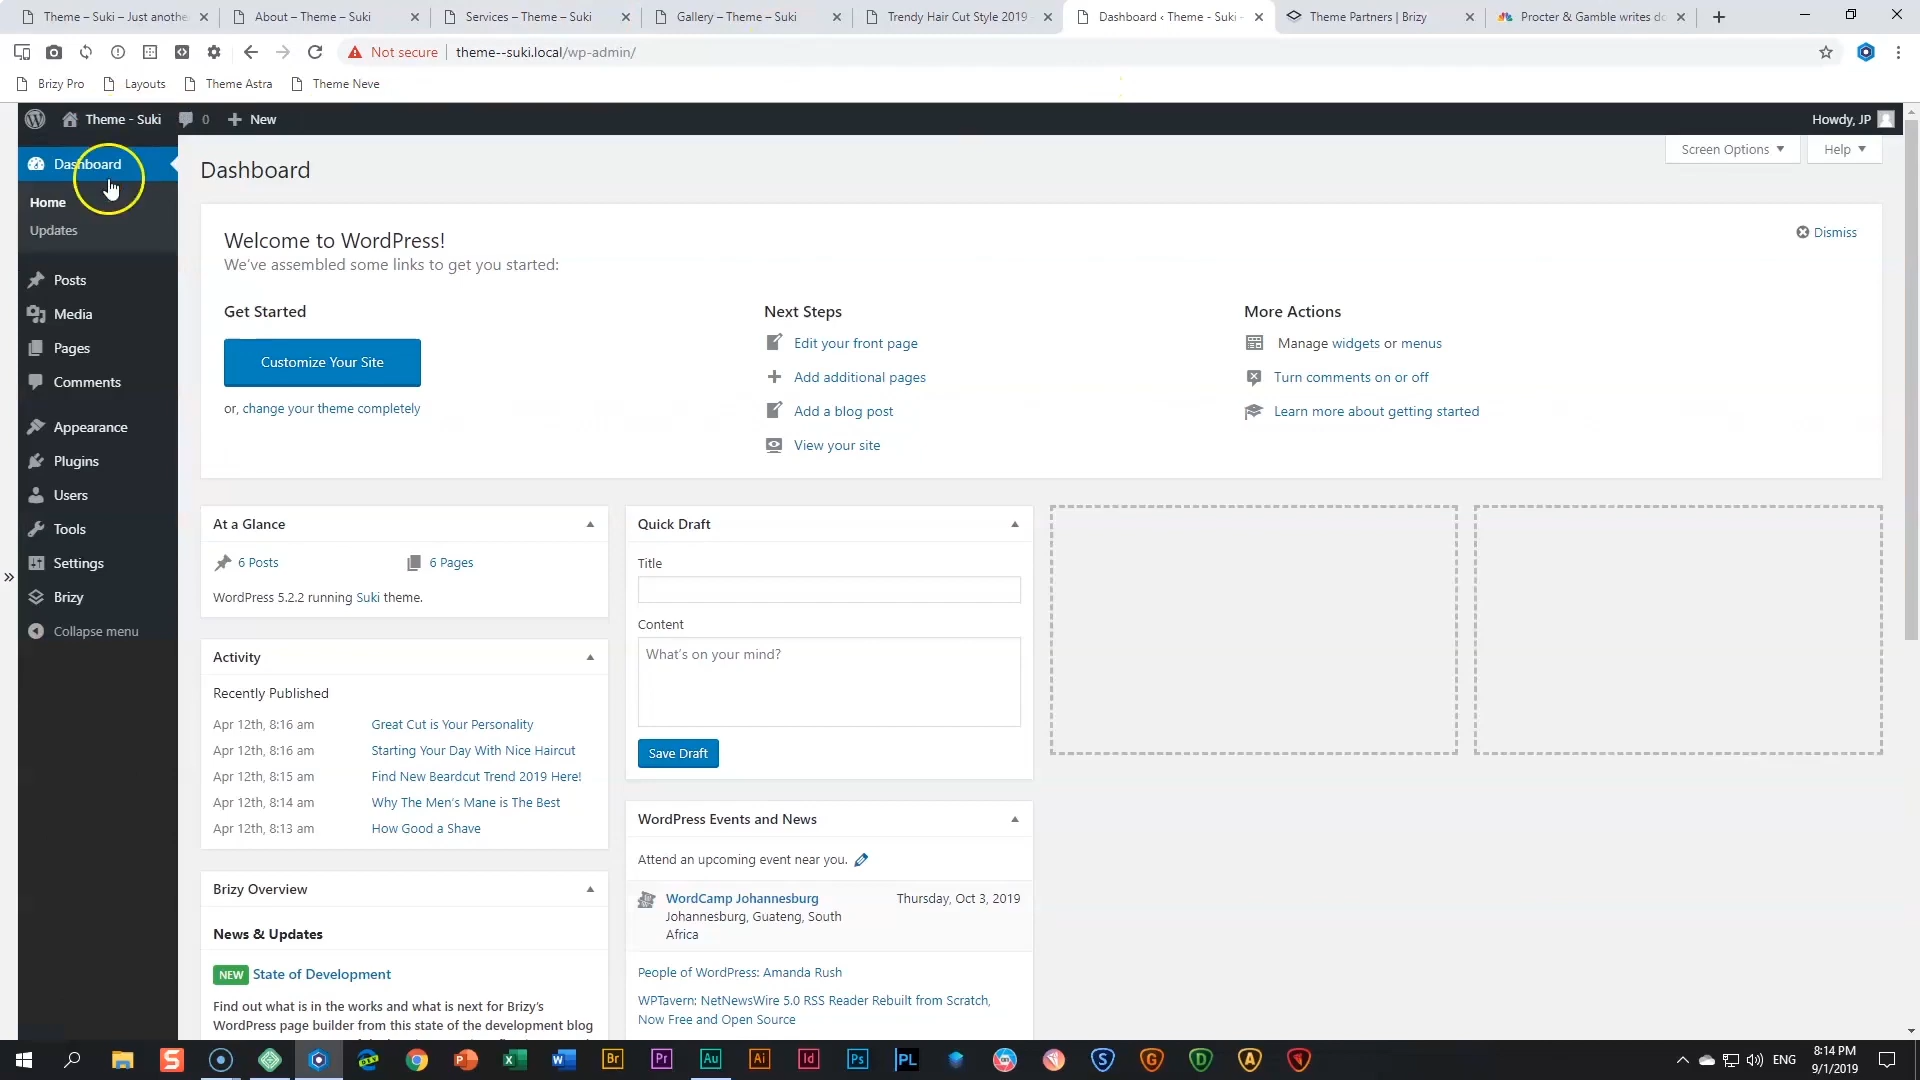 Theme – Suki – Just anothe
About – Theme – Suki
Services – Theme – Suki
Gallery – Theme – Suki
Trendy Hair Cut Style 2019
Dashboard ‹ Theme - Suki -
Theme Partners | Brizy
Procter & Gamble writes do
Not secure
theme--suki.local/wp-admin/
Brizy Pro
Layouts
Theme Astra
Theme Neve
Theme - Suki
0
New
Howdy, JP
Dashboard
Home
Updates
Posts
Media
Pages
Comments
Appearance
Plugins
Users
Tools
Settings
Brizy
Collapse menu
Dashboard
Screen Options
Help
Welcome to WordPress!
We've assembled some links to get you started:
Dismiss
Get Started
Customize Your Site
or, change your theme completely
Next Steps
Edit your front page
Add additional pages
Add a blog post
View your site
More Actions
Manage widgets or menus
Turn comments on or off
Learn more about getting started
At a Glance
6 Posts
6 Pages
WordPress 5.2.2 running Suki theme.
Activity
Recently Published
Apr 12th, 8:16 am Great Cut is Your Personality
Apr 12th, 8:16 am Starting Your Day With Nice Haircut
Apr 12th, 8:15 am Find New Beardcut Trend 2019 Here!
Apr 12th, 8:14 am Why The Men's Mane is The Best
Apr 12th, 8:13 am How Good a Shave
Brizy Overview
News & Updates
NEW State of Development
Find out what is in the works and what is next for Brizy's
WordPress page builder from this state of the development blog
Quick Draft
Title
Content
What's on your mind?
Save Draft
WordPress Events and News
Attend an upcoming event near you.
WordCamp Johannesburg
Johannesburg, Guateng, South
Africa
Thursday, Oct 3, 2019
People of WordPress: Amanda Rush
WPTavern: NetNewsWire 5.0 RSS Reader Rebuilt from Scratch,
Now Free and Open Source
S
P
X
W
Br
Pr
Au
Ai
Id
Ps
PL
S
G
D
A
ENG
8:14 PM
9/1/2019